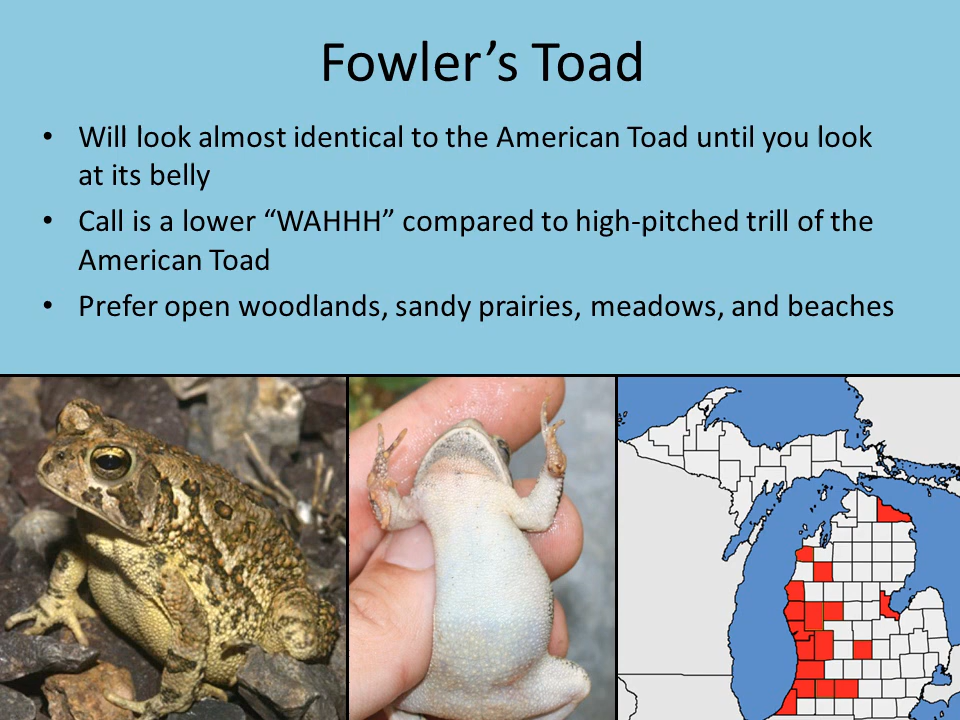 Fowler’s Toad
• Will look almost identical to the American Toad until you look
at its belly
• Call is a lower “WAHHH” compared to high-pitched trill of the
American Toad
• Prefer open woodlands, sandy prairies, meadows, and beaches